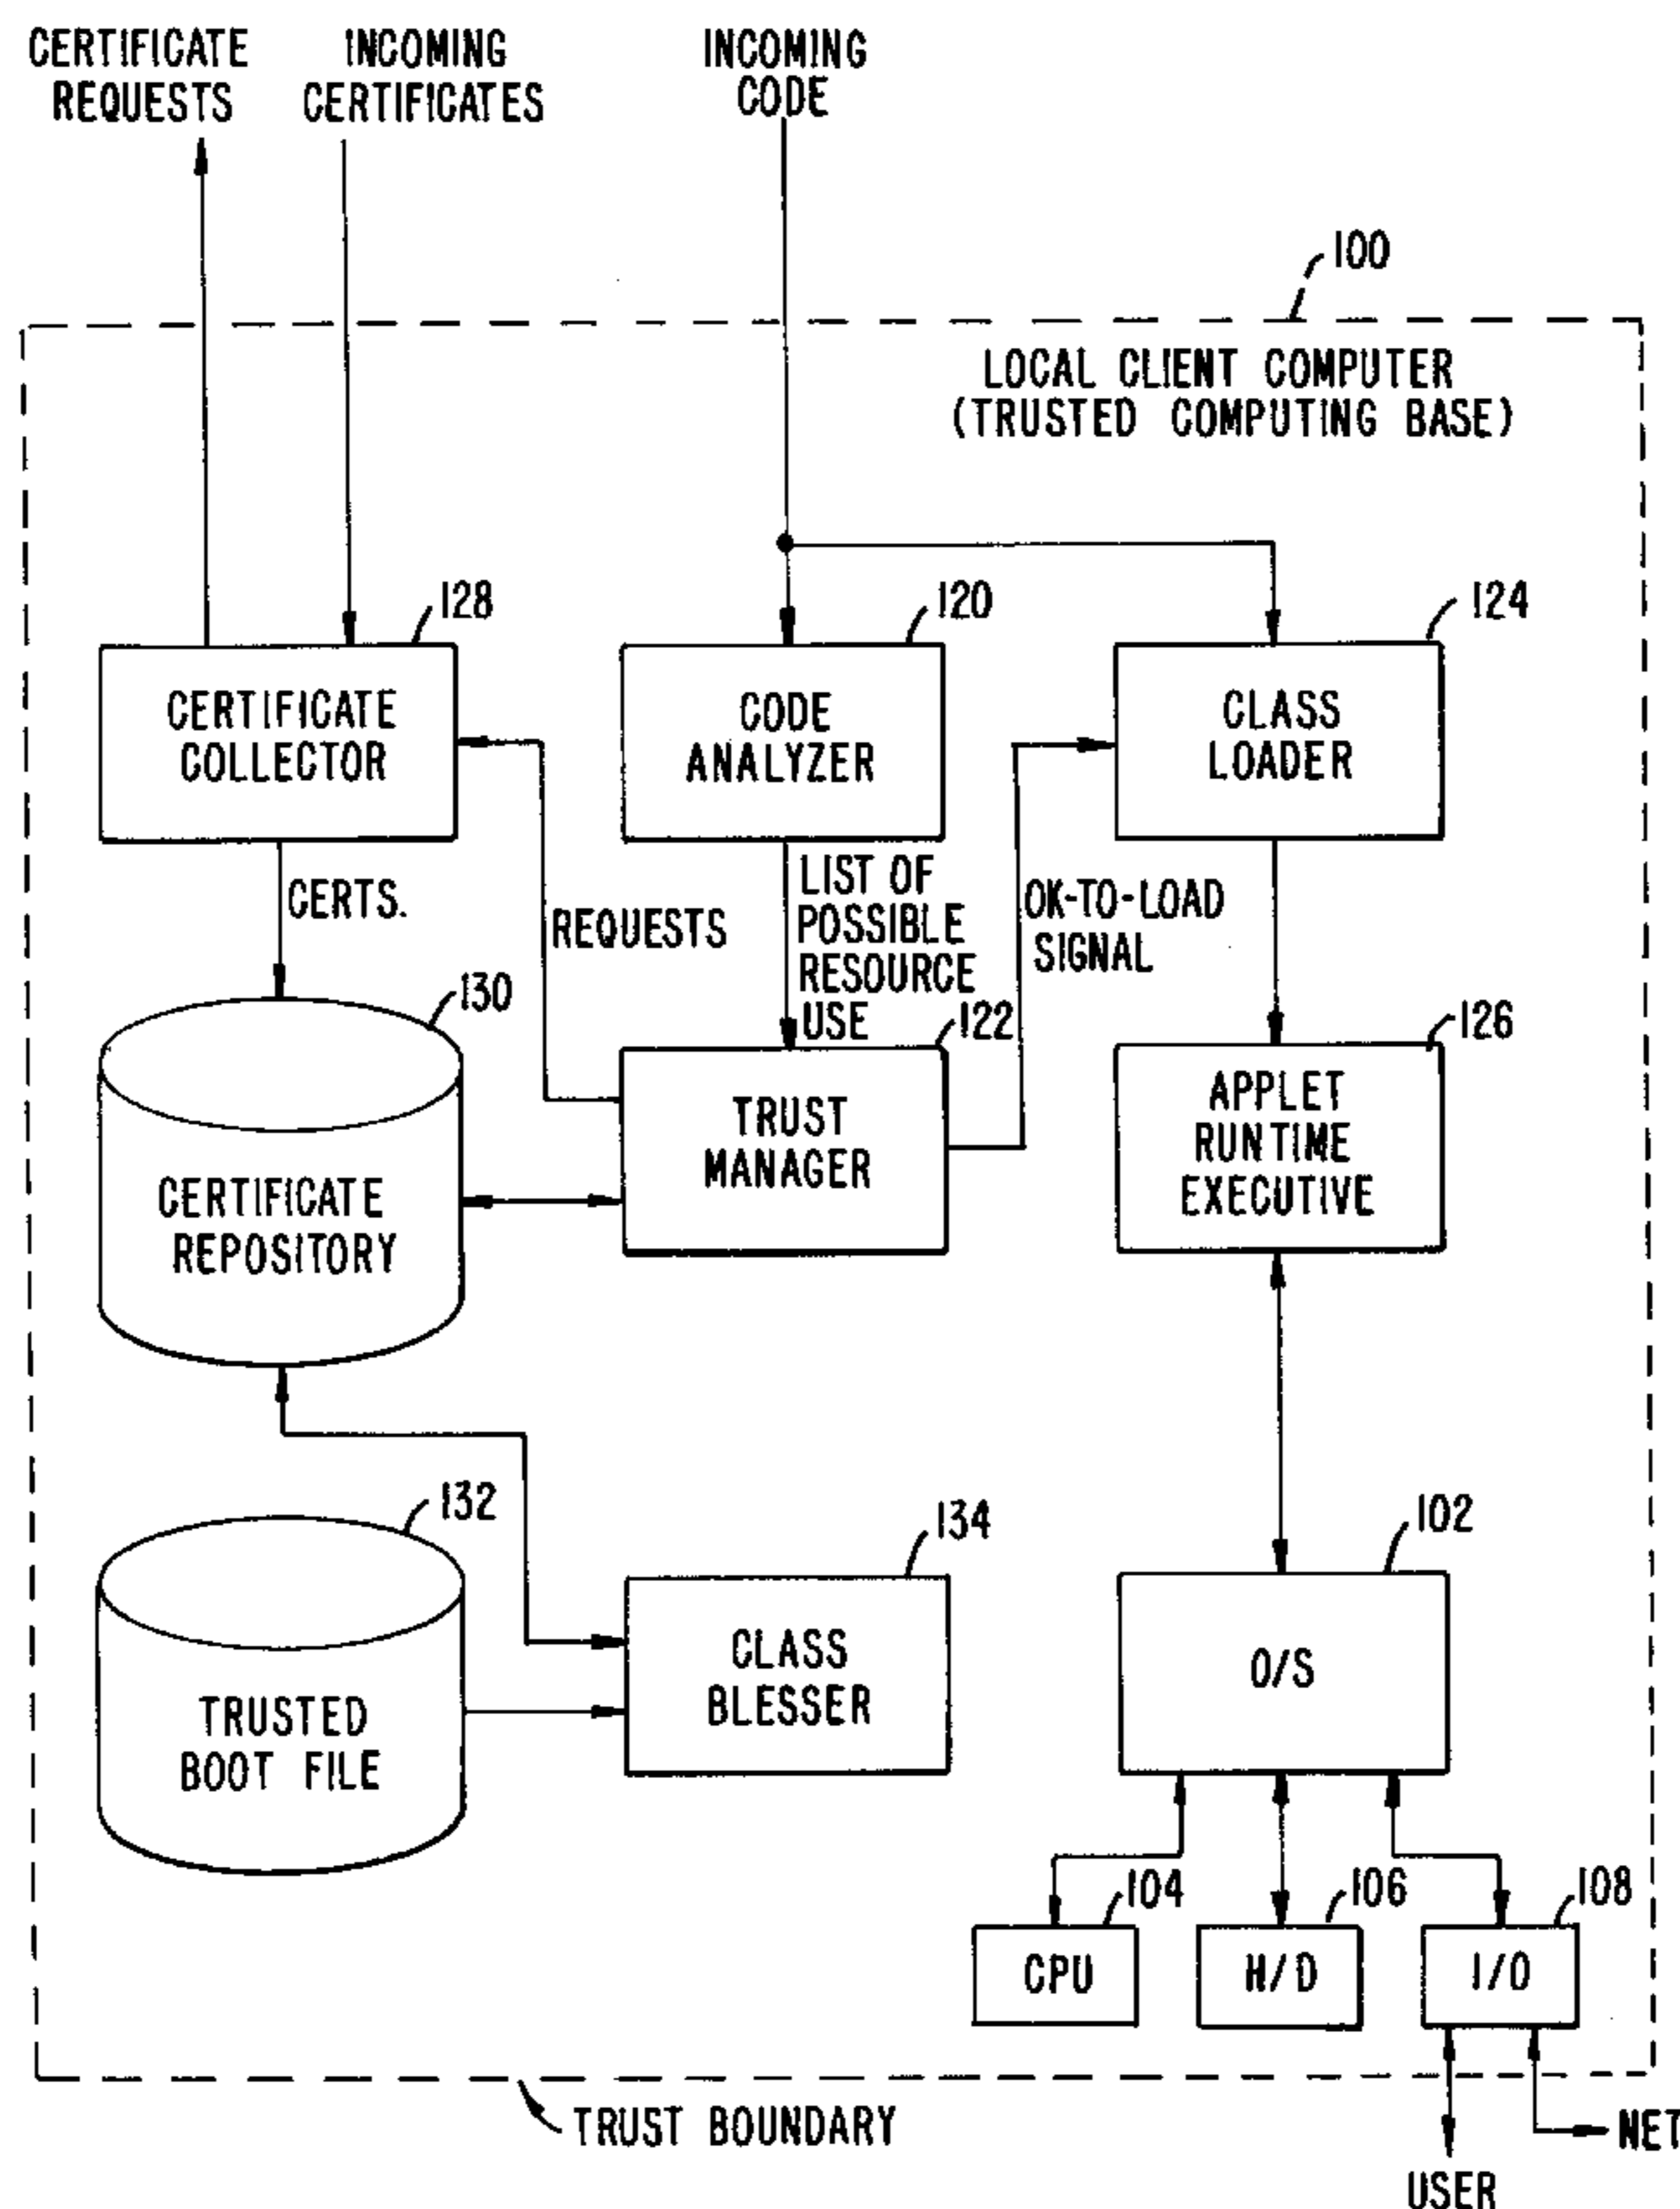 CERTIFICATE
REQUESTS
INCOMING
CERTIFICATES
INCOMING
CODE
100
LOCAL CLIENT COMPUTER
(TRUSTED COMPUTING BASE)
128
120
124
CERTIFICATE
COLLECTOR
CODE
ANALYZER
CLASS
LOADER
CERTS.
REQUESTS
LIST OF
POSSIBLE
RESOURCE
USE
OK-TO-LOAD
SIGNAL
130
122
126
CERTIFICATE
REPOSITORY
TRUST
MANAGER
APPLET
RUNTIME
EXECUTIVE
132
134
102
TRUSTED
BOOT FILE
CLASS
BLESSER
O/S
104
106
108
CPU
H/D
I/O
TRUST BOUNDARY
NET
USER